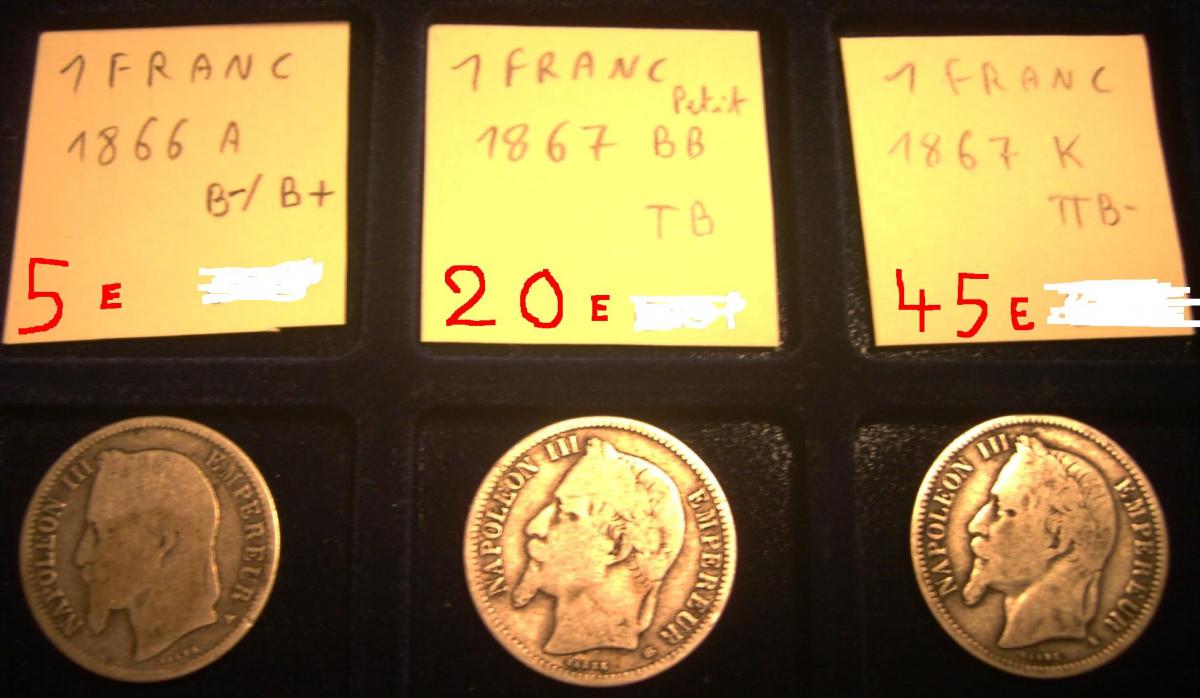 1 FRANC
1866 A
B-/ B+
5 E
1 FRANC
Petit
1867 BB
TB
20 E
1 FRANC
1867 K
TTB-
45 E
NAPOLEON III EMPEREUR
A
NAPOLEON III EMPEREUR
BB
NAPOLEON III EMPEREUR